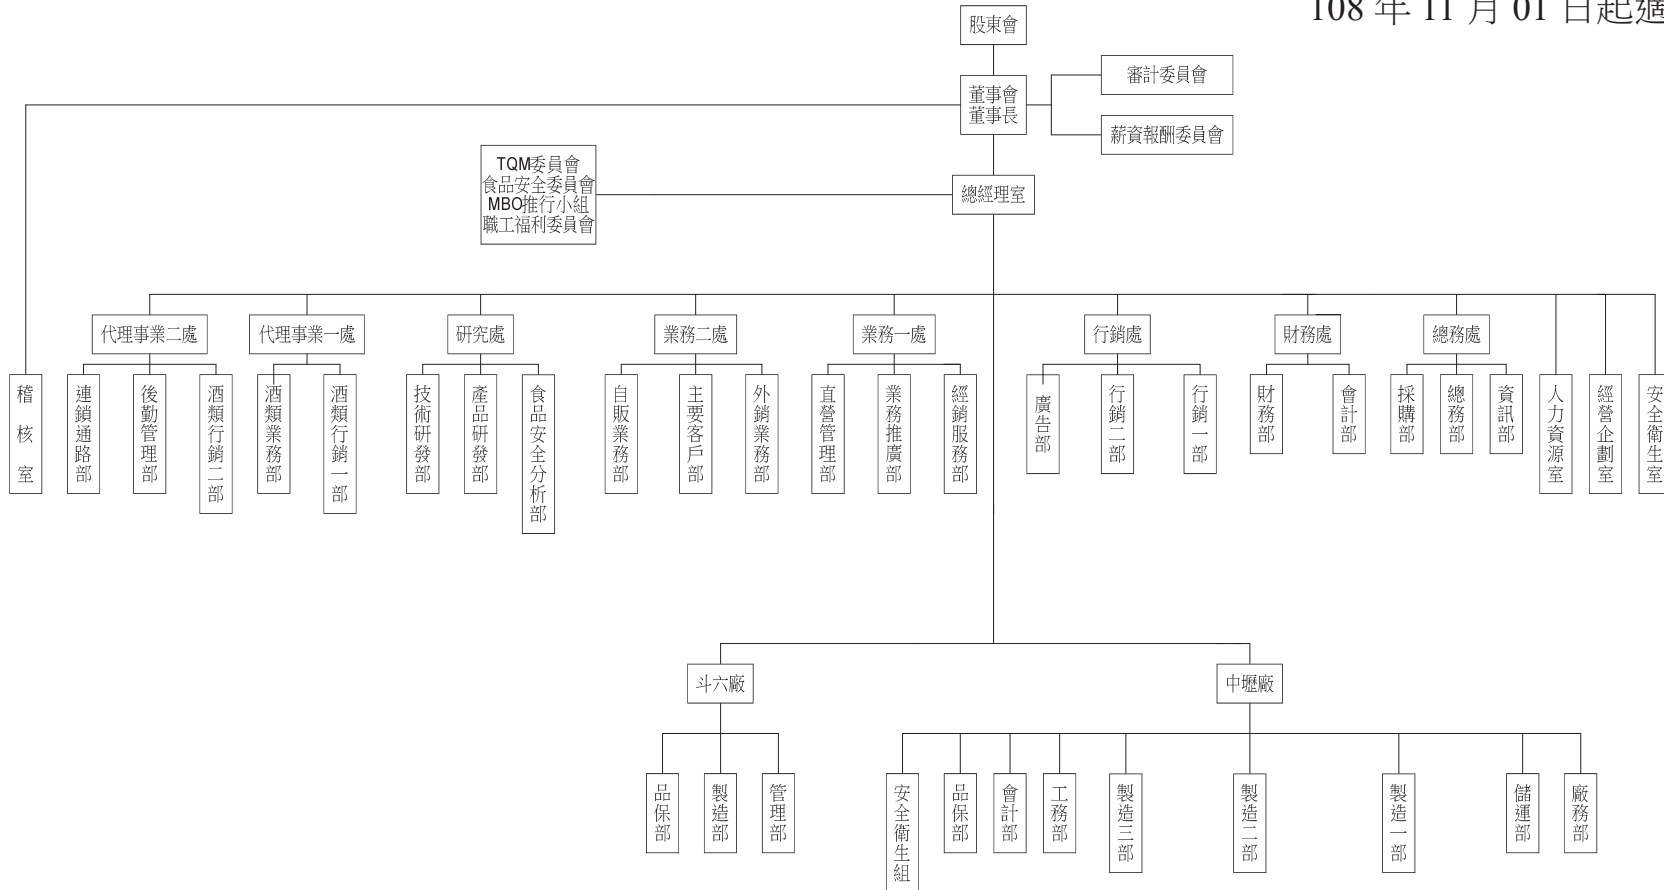 108 年 11 月 01 日起適
股東會
董事會
董事長
審計委員會
薪資報酬委員會
TQM委員會
食品安全委員會
MBO推行小組
職工福利委員會
總經理室
代理事業二處
代理事業一處
研究處
業務二處
業務一處
行銷處
財務處
總務處
稽核室
連鎖通路部
後勤管理部
酒類行銷二部
酒類業務部
酒類行銷一部
技術研發部
產品研發部
食品安全分析部
自販業務部
主要客戶部
外銷業務部
直營管理部
業務推廣部
經銷服務部
廣告部
行銷二部
行銷一部
財務部
會計部
採購部
總務部
資訊部
人力資源室
經營企劃室
安全衛生室
斗六廠
中壢廠
品保部
製造部
管理部
安全衛生組
品保部
會計部
工務部
製造三部
製造二部
製造一部
儲運部
廠務部